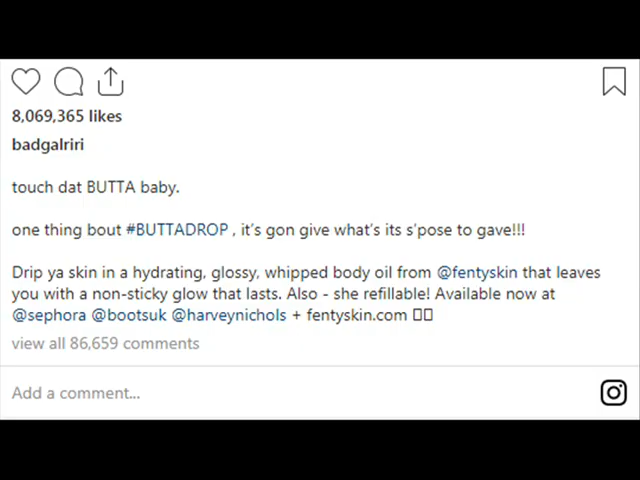 8,069,365 likes
badgalriri
touch dat BUTTA baby.
one thing bout #BUTTADROP , it's gon give what's its s'pose to gave!!!
Drip ya skin in a hydrating, glossy, whipped body oil from @fentyskin that leaves
you with a non-sticky glow that lasts. Also - she refillable! Available now at
@sephora @bootsuk @harveynichols + fentyskin.com
view all 86,659 comments
Add a comment...